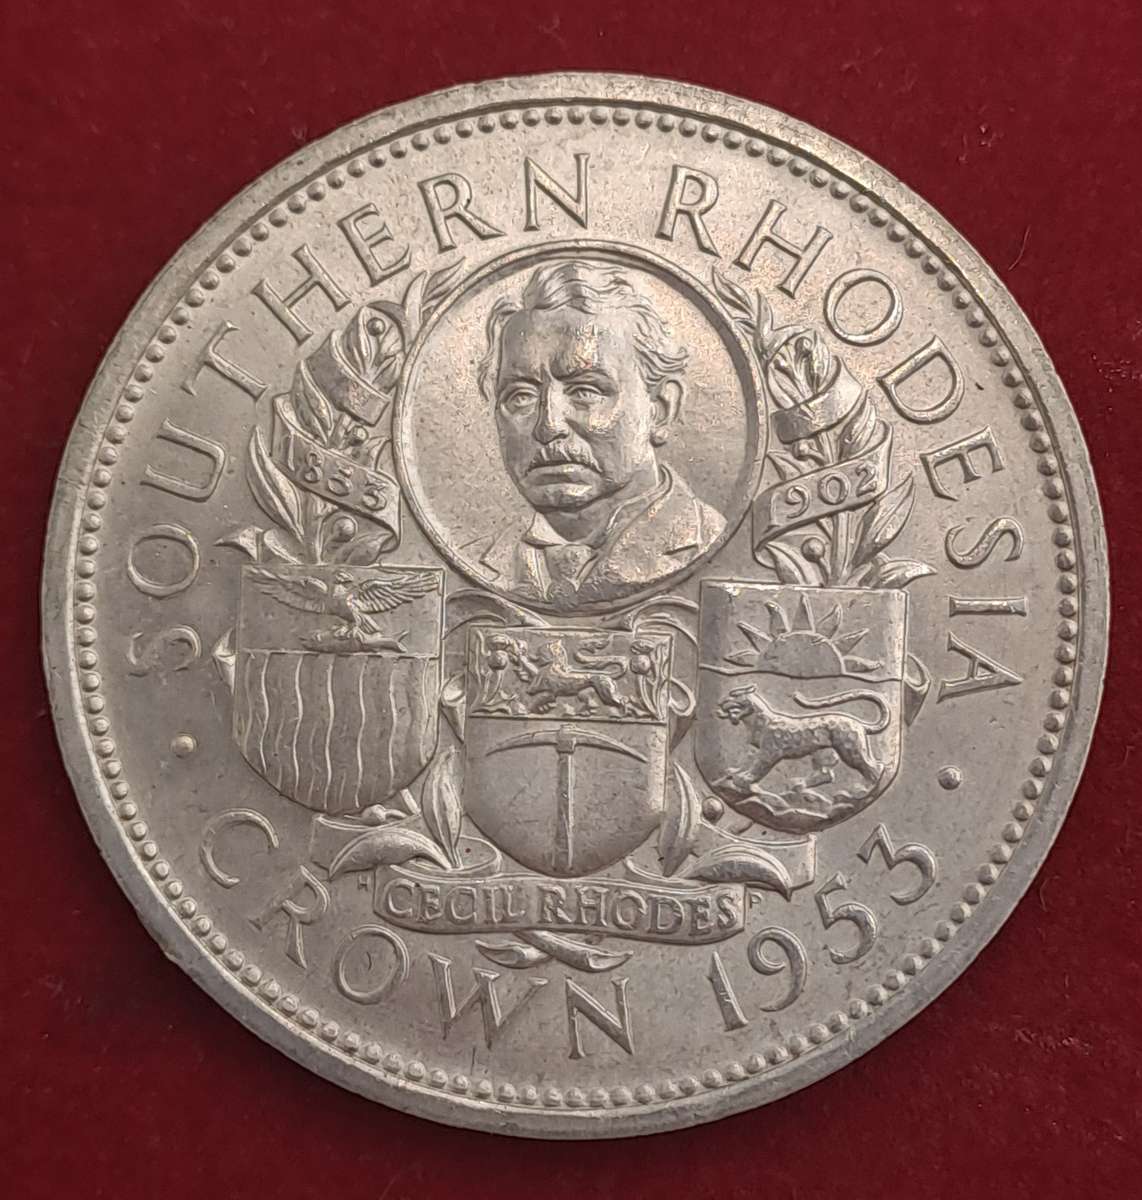 SOUTHERN RHODESIA
1853
1902
H
CECIL RHODES
P
· CROWN 1953 ·